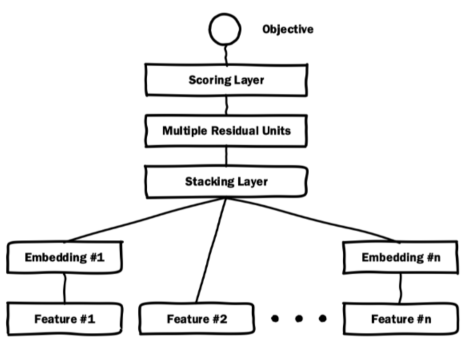 Objective
Scoring Layer
Multiple Residual Units
Stacking Layer
Embedding #1
Embedding #n
Feature #1
Feature #2
Feature #n